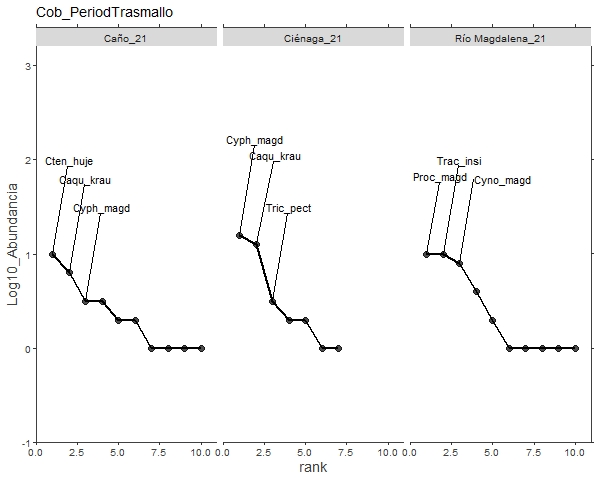 Cob_PeriodTrasmallo
Caño_21
Ciénaga_21
Río Magdalena_21
Log10_Abundancia
3
2
1
0
-1
Cten_huje
Caqu_krau
Cyph_magd
Cyph_magd
Caqu_krau
Tric_pect
Trac_insi
Proc_magd
Cyno_magd
0.0 2.5 5.0 7.5 10.0 0.0 2.5 5.0 7.5 10.0 0.0 2.5 5.0 7.5 10.0
rank